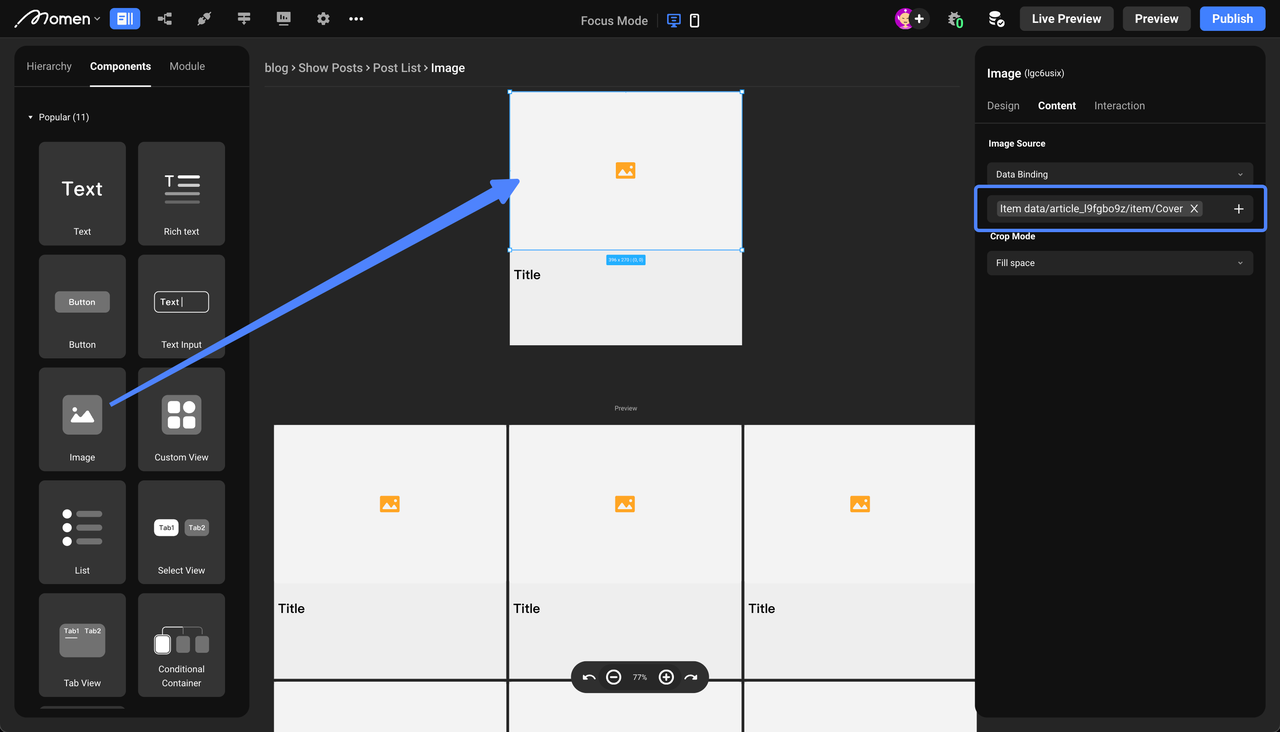 Momen
Focus Mode
0
Live Preview
Preview
Publish
Hierarchy
Components
Module
Popular (11)
Text
Text
Rich text
T
Button
Button
Text
Text Input
Image
Custom View
List
Tab1 Tab2
Select View
Tab1 Tab2
Tab View
Conditional
Container
blog › Show Posts › Post List › Image
Title
Preview
Title
Title
Title
77%
Image (lgc6usix)
Design
Content
Interaction
Image Source
Data Binding
Item data/article_l9fgbo9z/item/Cover
Crop Mode
Fill space